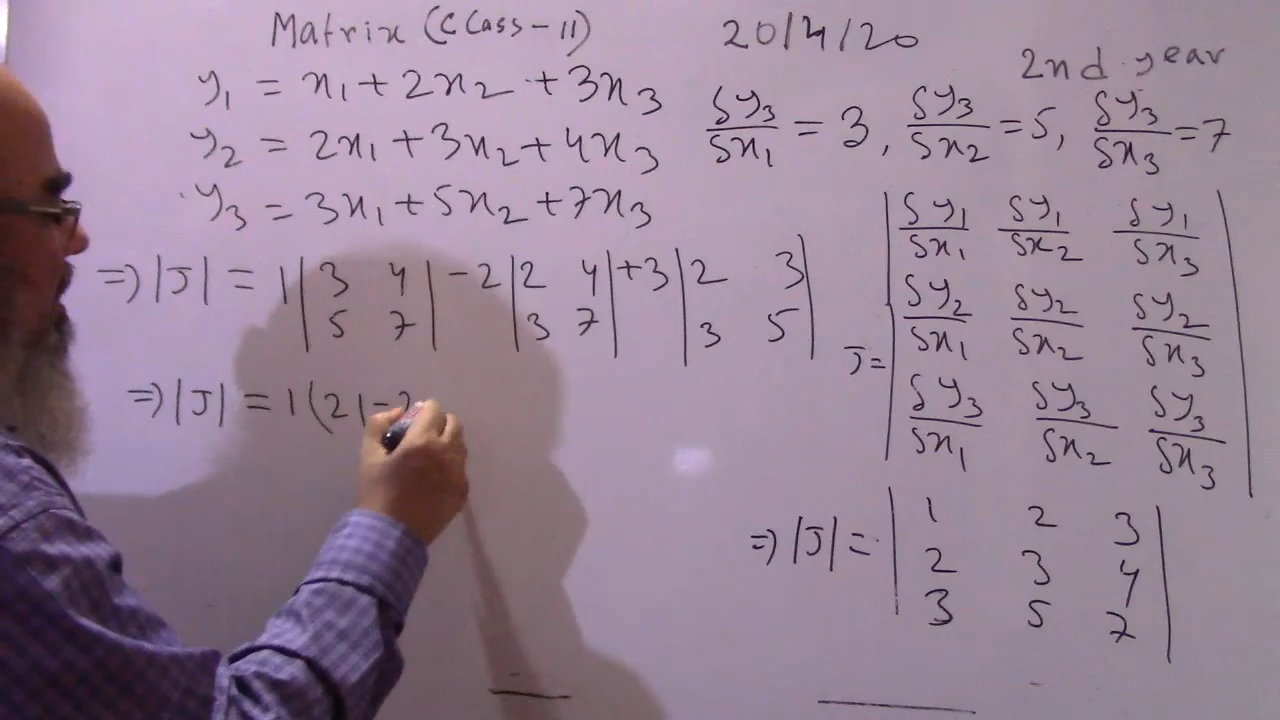 Matrix (Class-11) 20/4/20
2nd year
y₁ = x₁ + 2x₂ + 3x₃
y₂ = 2x₁ + 3x₂ + 4x₃
y₃ = 3x₁ + 5x₂ + 7x₃
δy₃/δx₁ = 3, δy₃/δx₂ = 5, δy₃/δx₃ = 7
J = | δy₁/δx₁ δy₁/δx₂ δy₁/δx₃ |
| δy₂/δx₁ δy₂/δx₂ δy₂/δx₃ |
| δy₃/δx₁ δy₃/δx₂ δy₃/δx₃ |
⇒ |J| = | 1 2 3 |
| 2 3 4 |
| 3 5 7 |
⇒ |J| = 1 | 3 4 | - 2 | 2 4 | + 3 | 2 3 |
| 5 7 | | 3 7 | | 3 5 |
⇒ |J| = 1(21-2